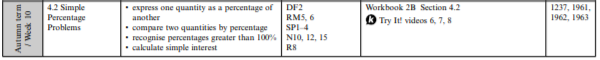 Autumn term
/ Week 10
4.2 Simple
Percentage
Problems
• express one quantity as a percentage of
another
• compare two quantities by percentage
• recognise percentages greater than 100%
• calculate simple interest
DF2
RM5, 6
SP1–4
N10, 12, 15
R8
Workbook 2B Section 4.2
k Try It! videos 6, 7, 8
1237, 1961,
1962, 1963